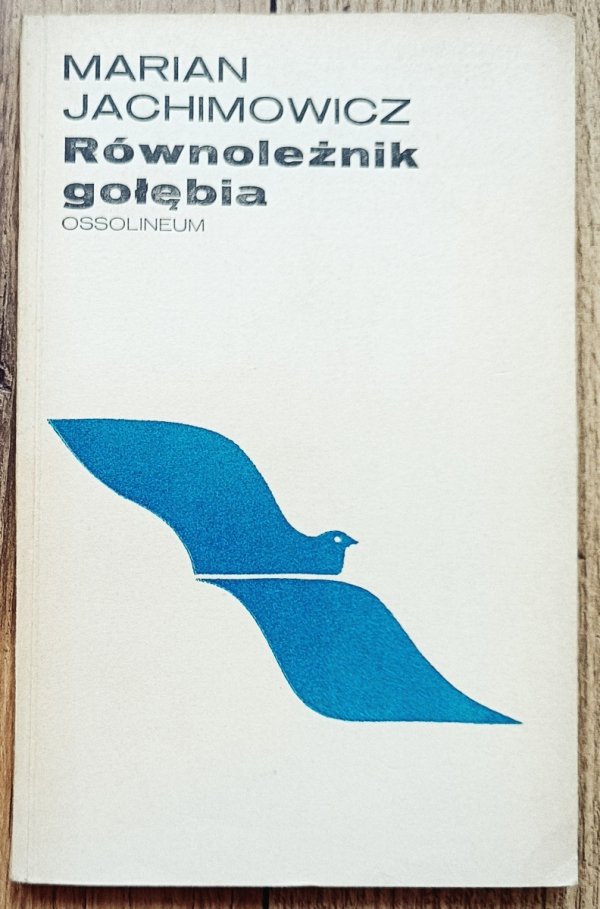 MARIAN
JACHIMOWICZ
Równoleżnik
gołębia
OSSOLINEUM